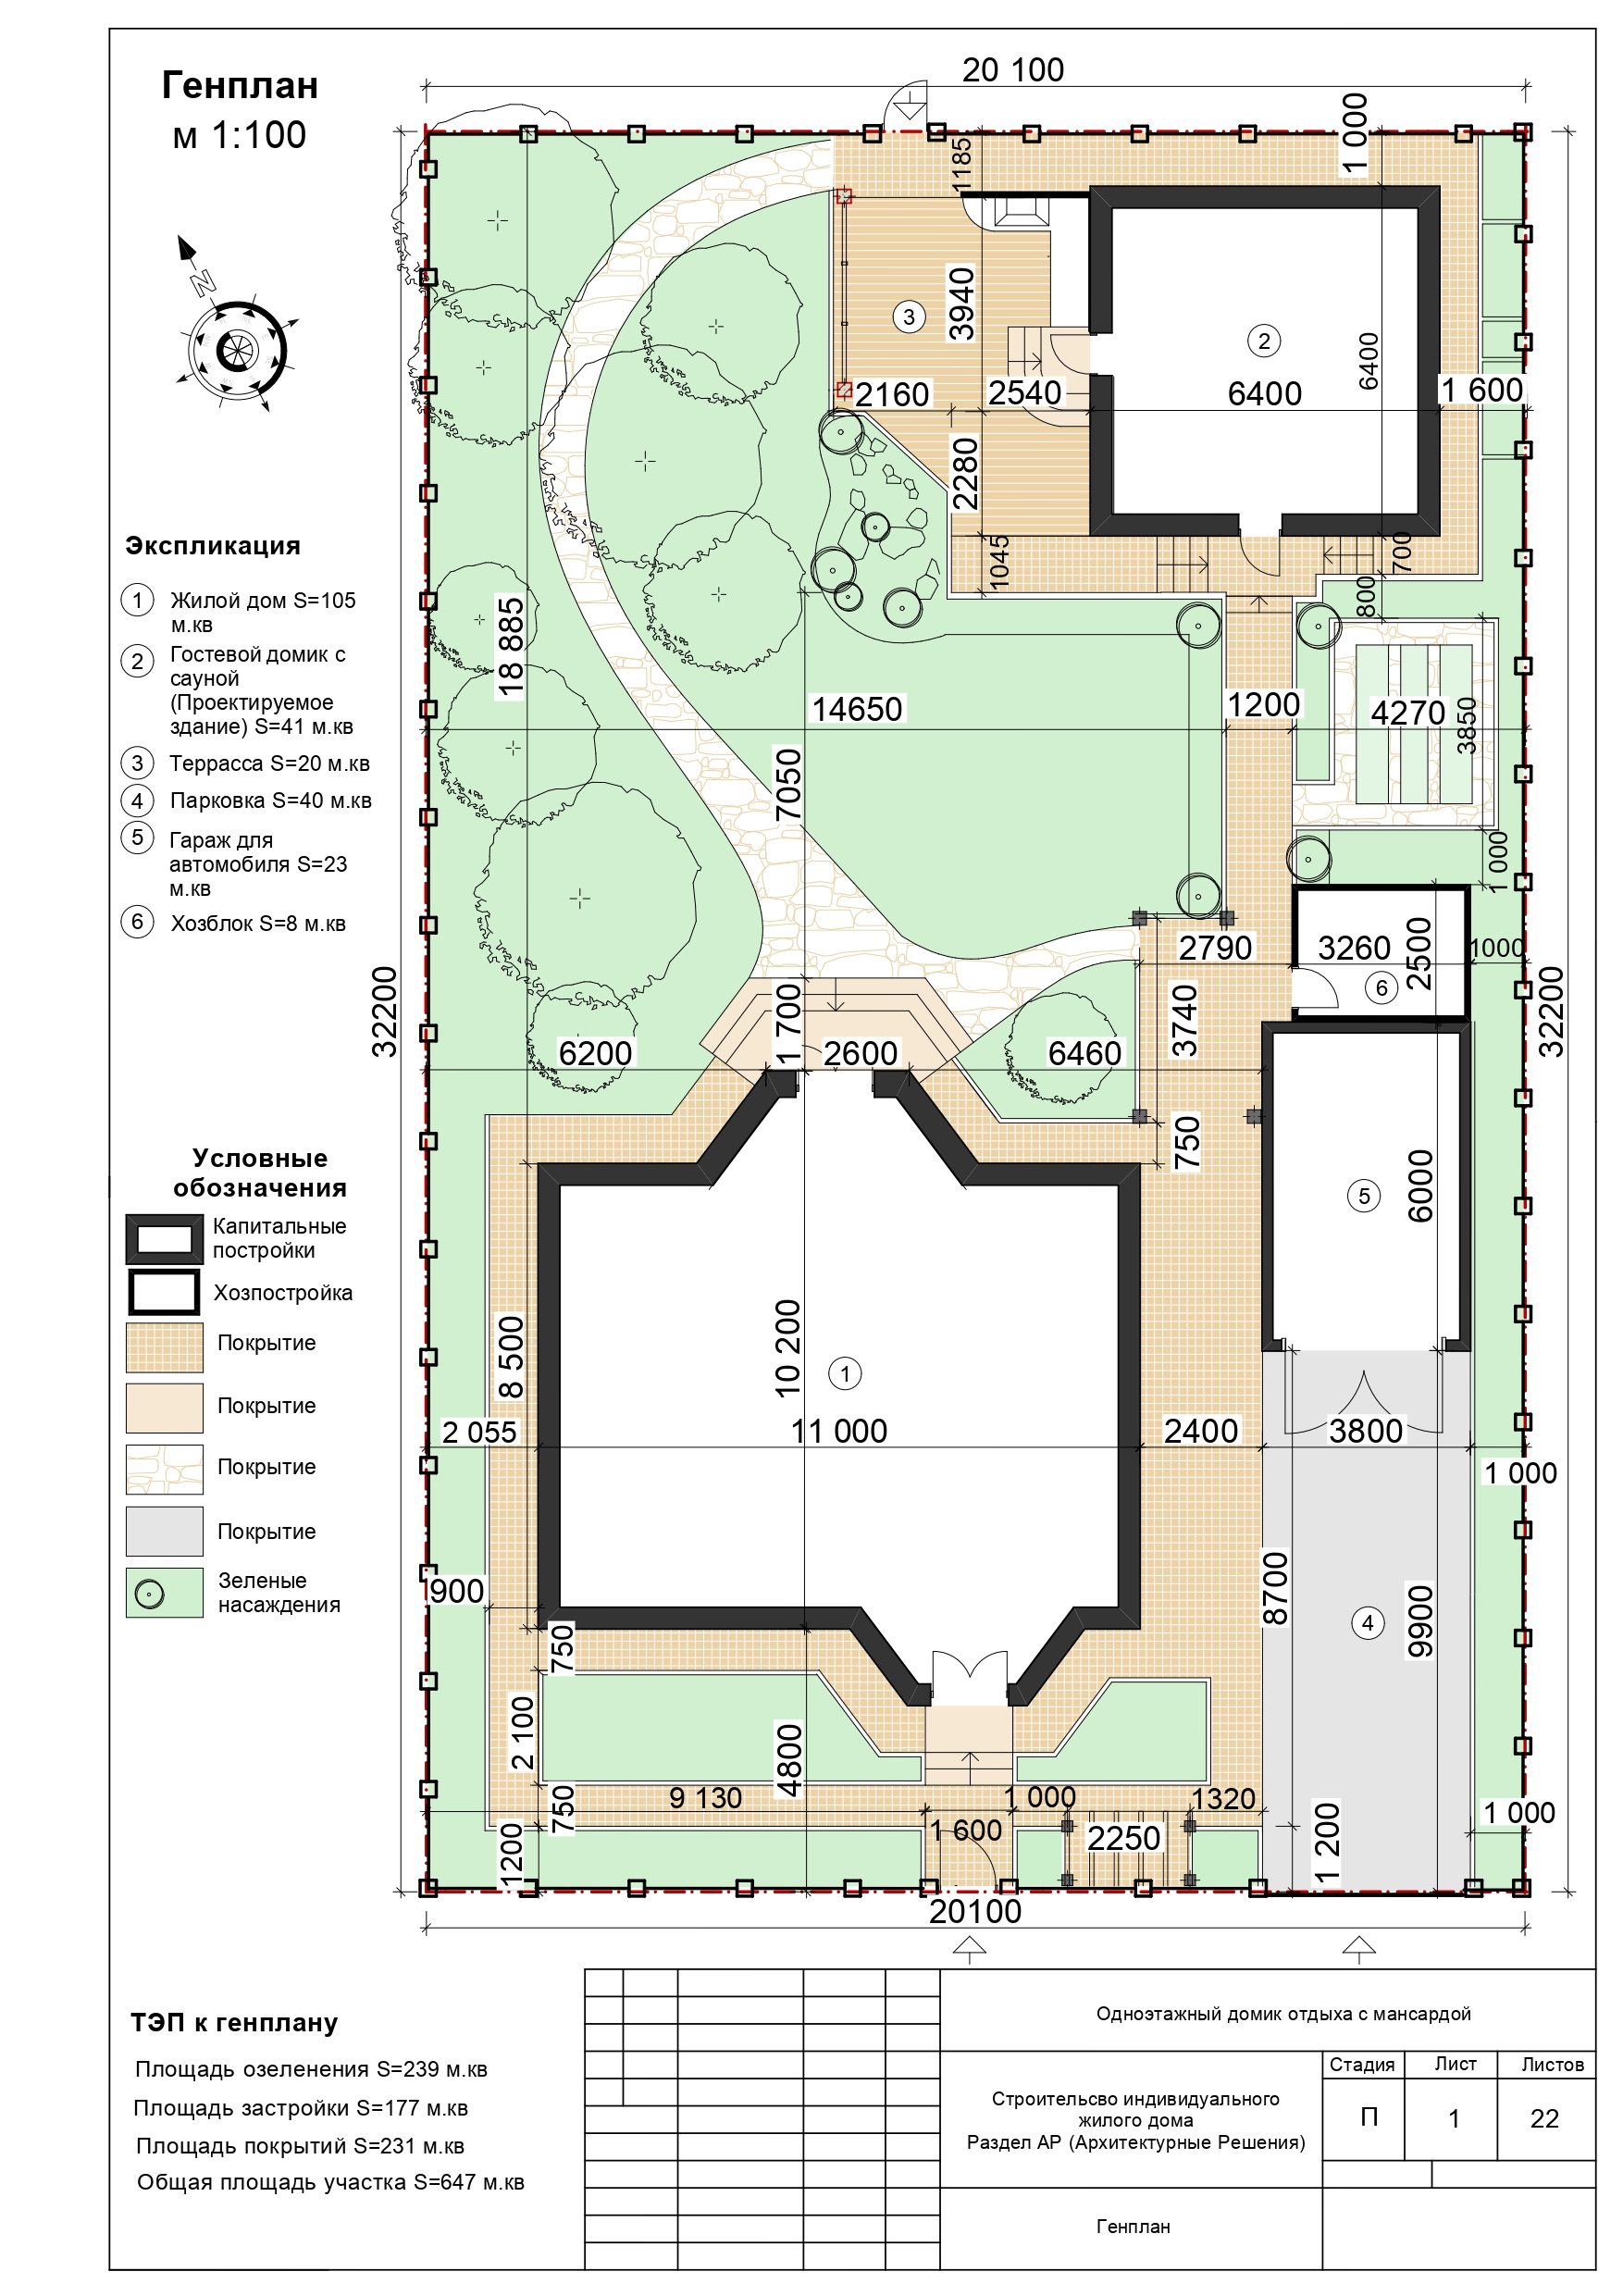 Генплан
м 1:100
N
Экспликация
1 Жилой дом S=105
м.кв
2 Гостевой домик с
сауной
(Проектируемое
здание) S=41 м.кв
3 Террасса S=20 м.кв
4 Парковка S=40 м.кв
5 Гараж для
автомобиля S=23
м.кв
6 Хозблок S=8 м.кв
Условные
обозначения
Капитальные
постройки
Хозпостройка
Покрытие
Покрытие
Покрытие
Покрытие
Зеленые
насаждения
20 100
1 000
1185
3940
3
2
6400
2160
2540
6400
1 600
2280
1045
700
800
18 885
14650
1200
4270
3850
7050
1 000
2790
3260
2500
1000
6
32200
32200
1 700
3740
6200
2600
6460
750
5
6000
8 500
10 200
1
2 055
11 000
2400
3800
1 000
900
8700
9900
4
750
2 100
4800
9 130
1 000
1320
750
1 600
2250
1 200
1 000
1200
20100
ТЭП к генплану
Площадь озеленения S=239 м.кв
Площадь застройки S=177 м.кв
Площадь покрытий S=231 м.кв
Общая площадь участка S=647 м.кв
Одноэтажный домик отдыха с мансардой
Строительсво индивидуального
жилого дома
Раздел АР (Архитектурные Решения)
Стадия Лист Листов
П 1 22
Генплан